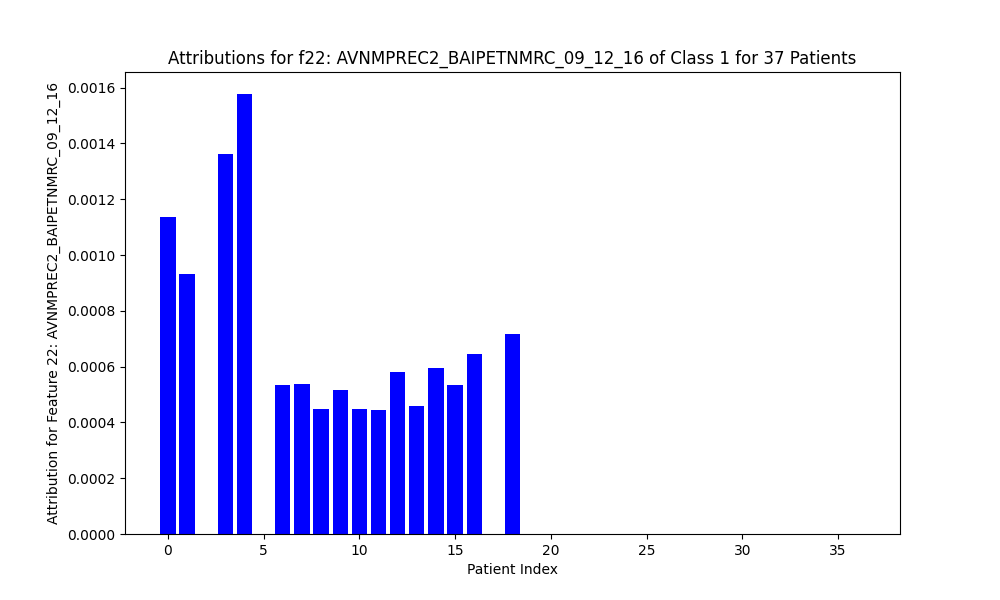 Attributions for f22: AVNMPREC2_BAIPETNMRC_09_12_16 of Class 1 for 37 Patients
Attribution for Feature 22: AVNMPREC2_BAIPETNMRC_09_12_16
0.0016
0.0014
0.0012
0.0010
0.0008
0.0006
0.0004
0.0002
0.0000
0 5 10 15 20 25 30 35
Patient Index